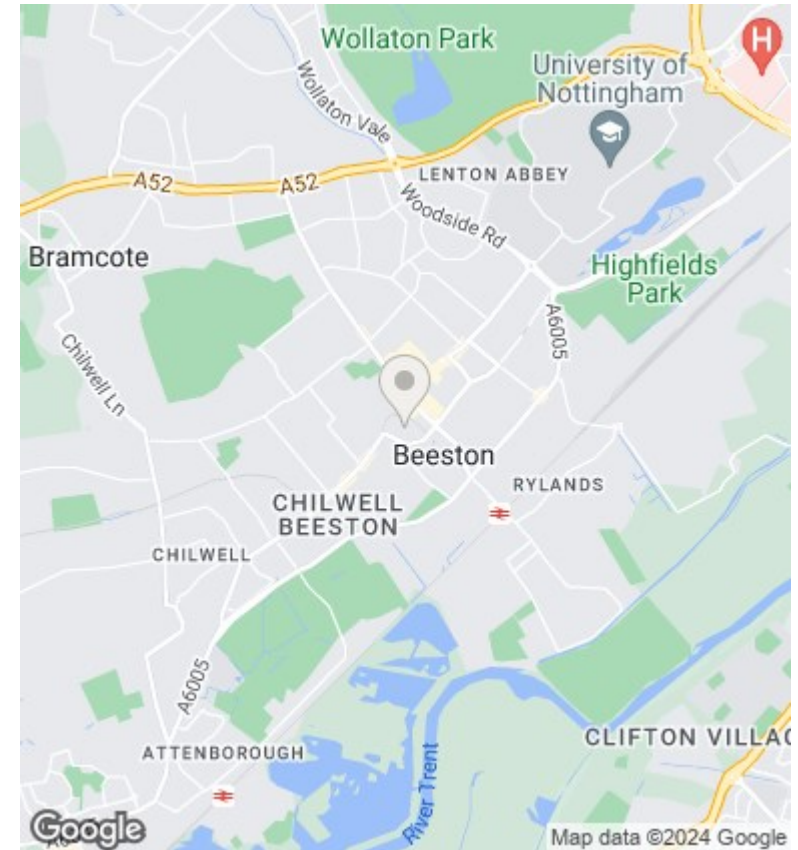 Wollaton Park
H
University of
Nottingham
Wollaton Vale
A52
A52
LENTON ABBEY
Woodside Rd
Bramcote
Highfields
Park
A6005
Chilwell Ln
Beeston
RYLANDS
CHILWELL
BEESTON
CHILWELL
A6005
CLIFTON VILLAG
ATTENBOROUGH
River Trent
Google
Map data ©2024 Google